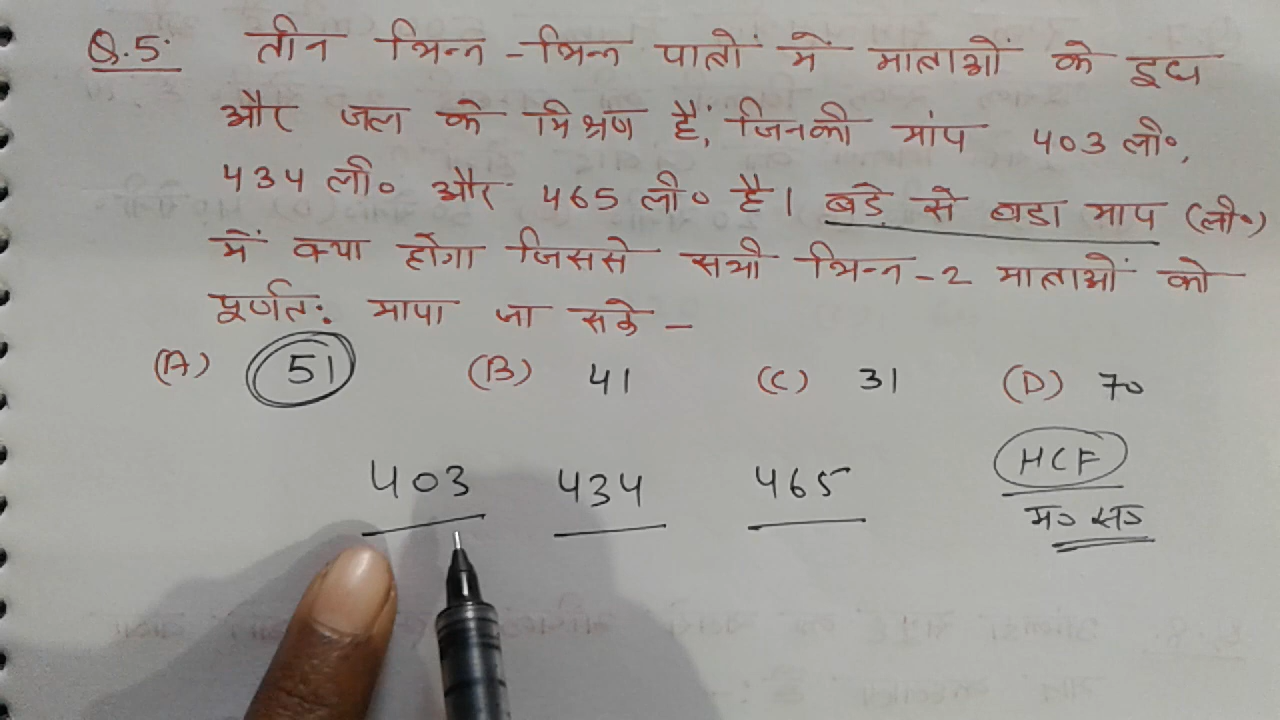 Q.5. तीन भिन्न-भिन्न पात्रों में मात्राओं के दूध
और जल के मिश्रण हैं, जिनकी मांप 403 ली०,
434 ली० और 465 ली० है। बडे से बडा माप (ली०)
में क्या होगा जिससे सभी भिन्न-2 मात्राओं को
पूर्णत: मापा जा सके -
(A) 51 (B) 41 (C) 31 (D) 70
403 434 465 HCF
म० स०